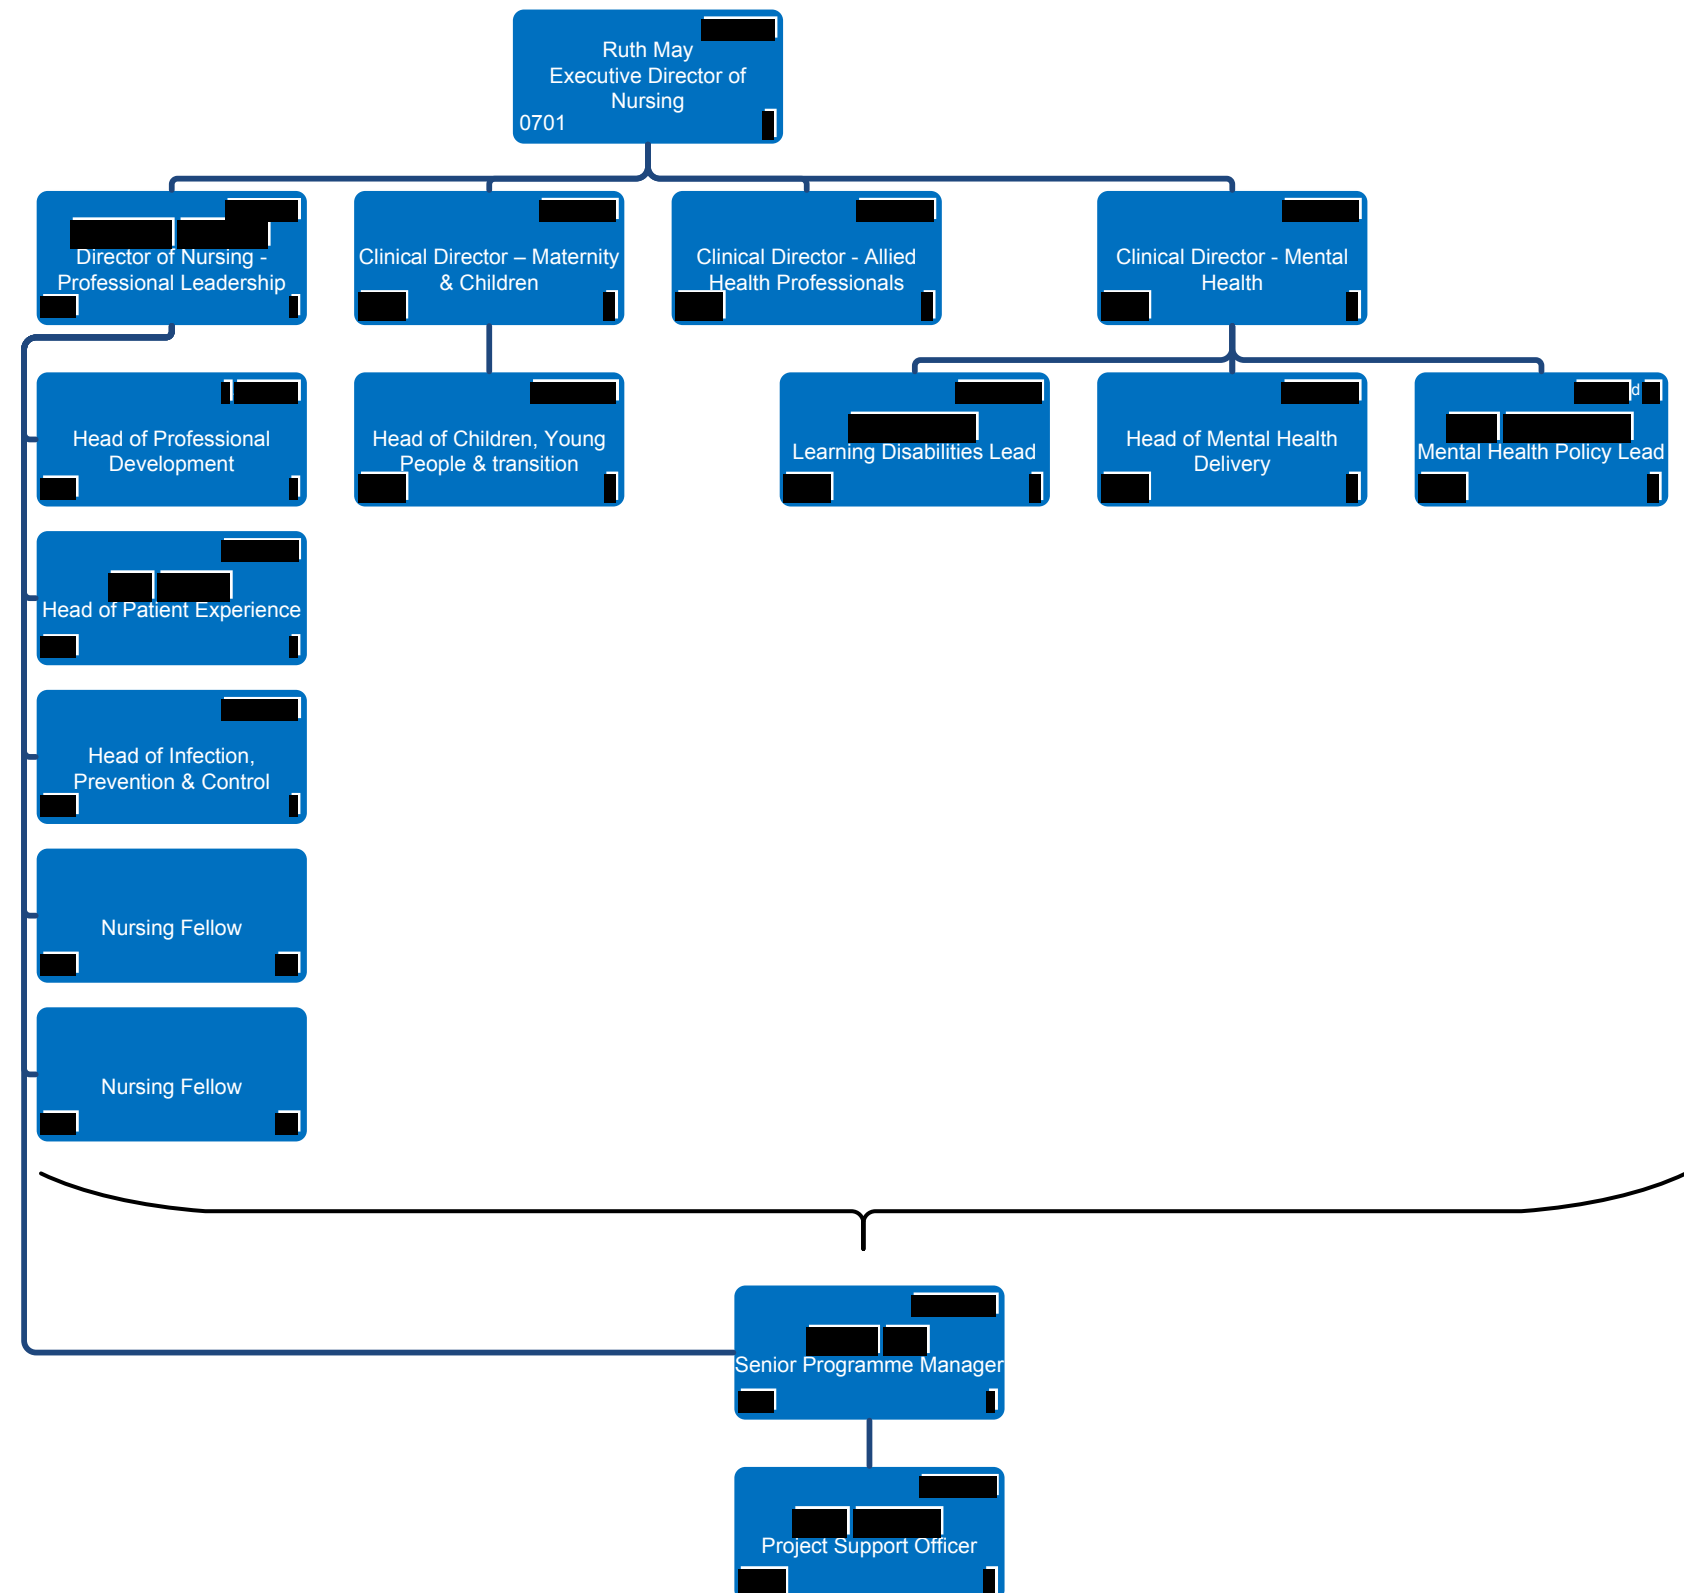 Ruth May
Executive Director of
Nursing
0701
Director of Nursing -
Professional Leadership
Clinical Director – Maternity
& Children
Clinical Director - Allied
Health Professionals
Clinical Director - Mental
Health
Head of Professional
Development
Head of Children, Young
People & transition
Learning Disabilities Lead
Head of Mental Health
Delivery
d
Mental Health Policy Lead
Head of Patient Experience
Head of Infection,
Prevention & Control
Nursing Fellow
Nursing Fellow
Senior Programme Manager
Project Support Officer